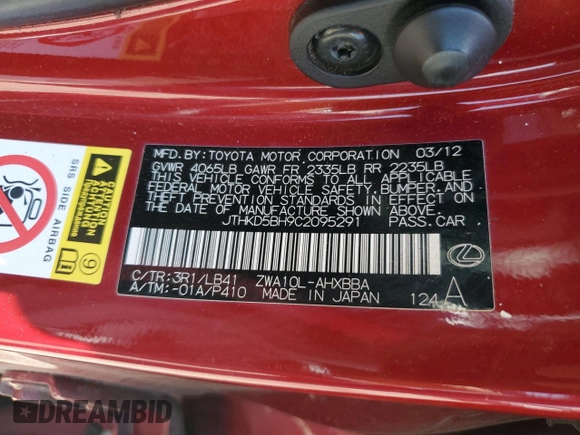 MFD.BY:TOYOTA MOTOR CORPORATION 03/12
GVWR 4065LB GAWR FR 2335LB RR 2235LB
THIS VEHICLE CONFORMS TO ALL APPLICABLE
FEDERAL MOTOR VEHICLE SAFETY, BUMPER, AND
THEFT PREVENTION STANDARDS IN EFFECT ON
THE DATE OF MANUFACTURE SHOWN ABOVE.
JTHKD5BH9C2095291 PASS.CAR
C/TR:3R1/LB41 ZWA10L-AHXBBA
A/TM:-01A/P410 MADE IN JAPAN 124 A
SRS SIDE AIRBAG
9
DREAMBID